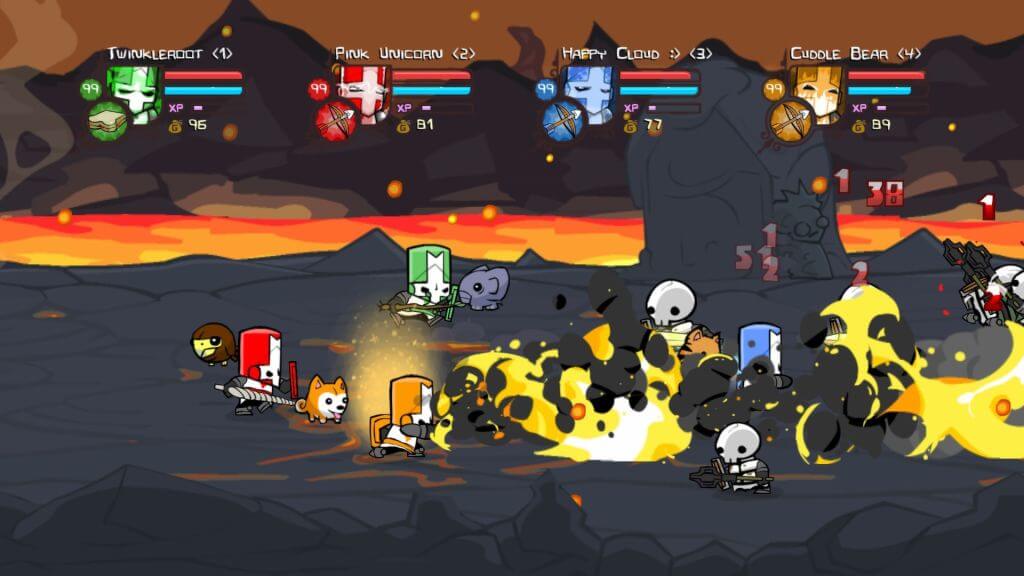 Twinkleroot <1> Pink Unicorn <2> Happy Cloud :) <3> Cuddle Bear <4>
99 99 99 99
XP XP XP XP
96 81 77 89
1 38 1
1
51
2 2